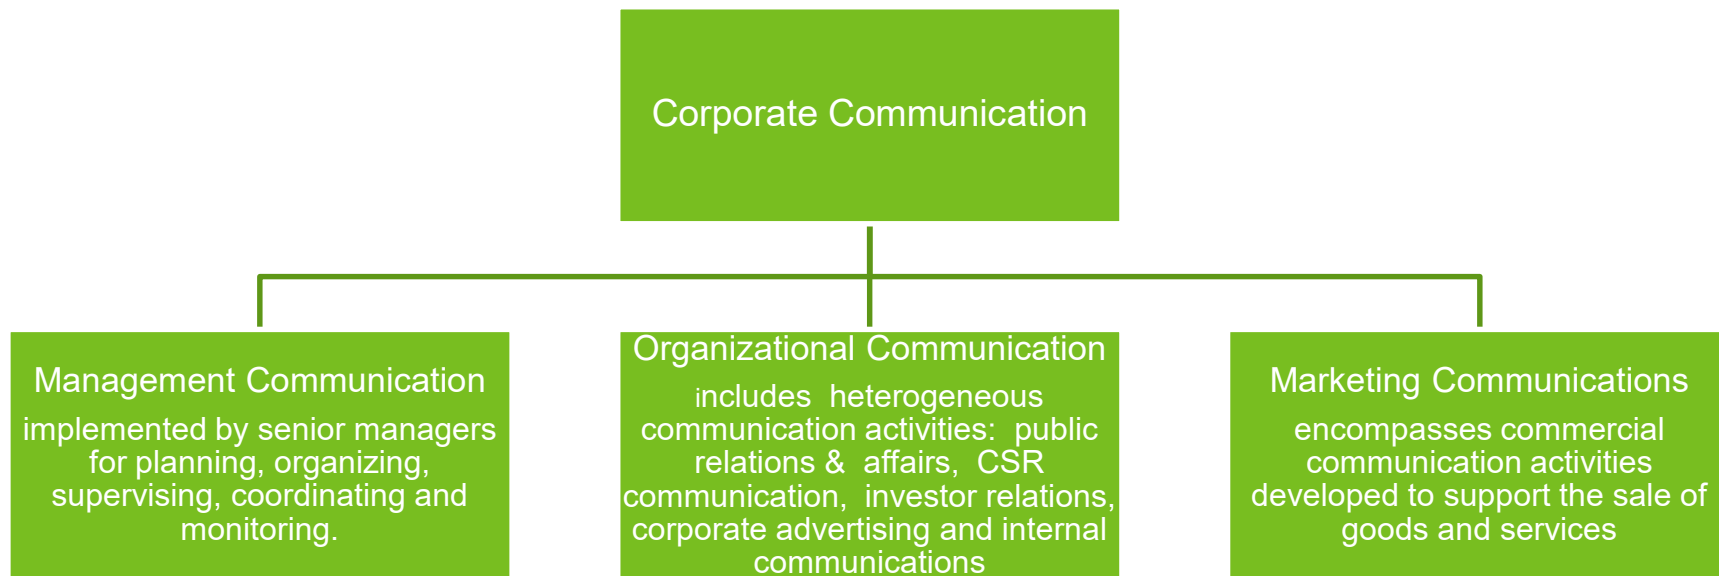 Corporate Communication
Management Communication
implemented by senior managers
for planning, organizing,
supervising, coordinating and
monitoring.
Organizational Communication
includes heterogeneous
communication activities: public
relations & affairs, CSR
communication, investor relations,
corporate advertising and internal
communications
Marketing Communications
encompasses commercial
communication activities
developed to support the sale of
goods and services